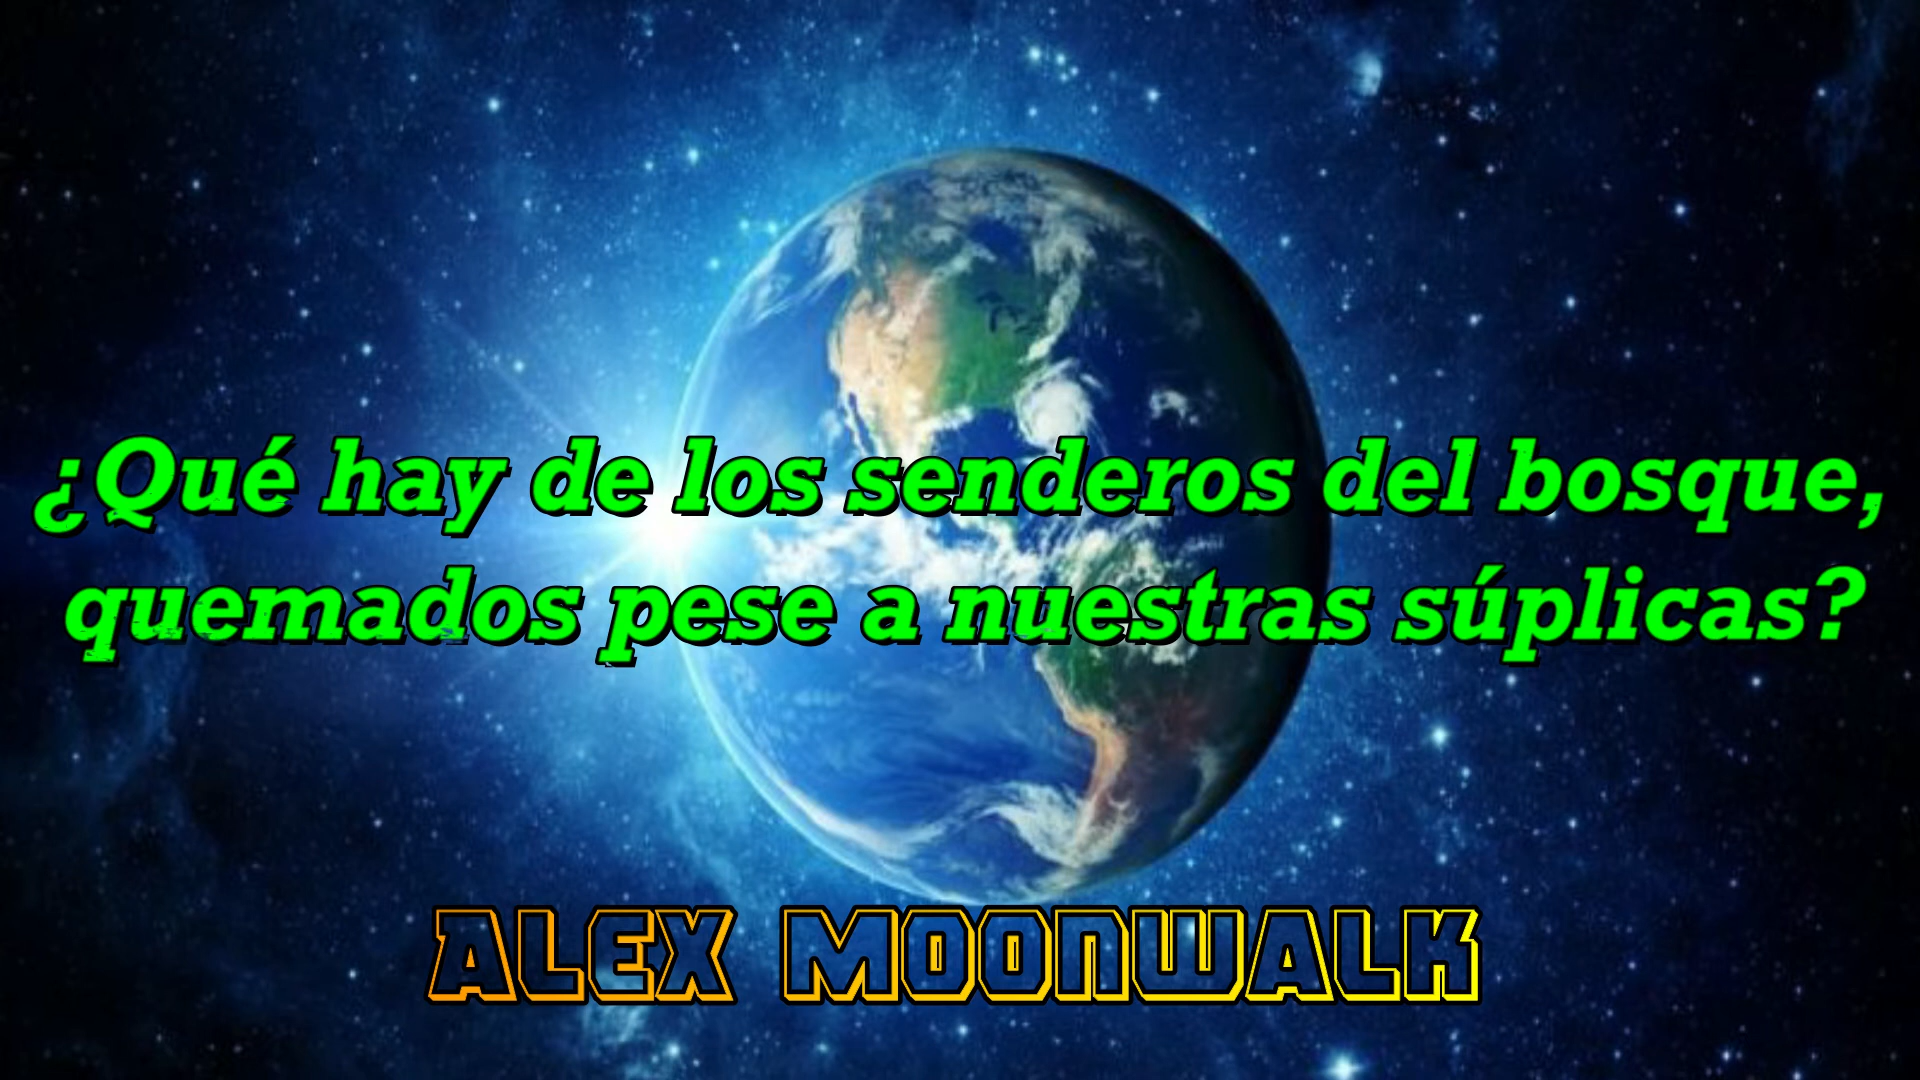 ¿Qué hay de los senderos del bosque,
quemados pese a nuestras súplicas?
ALEX MOONWALK